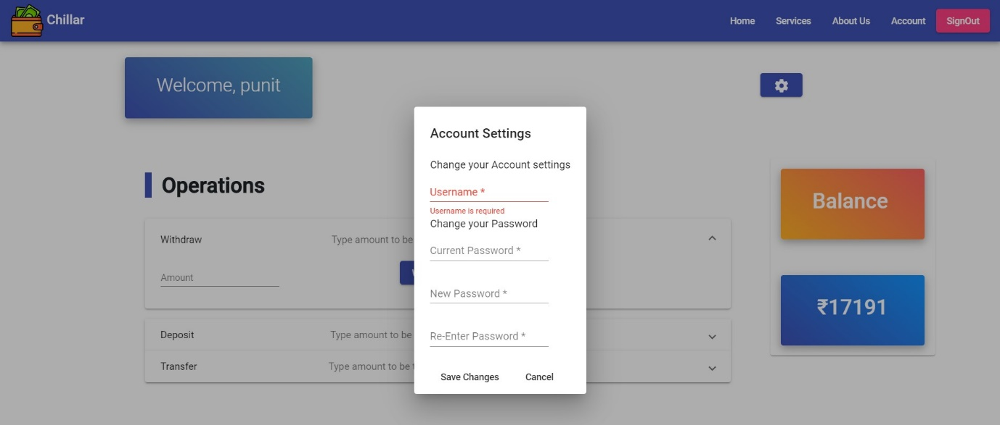 Chillar
Home
Services
About Us
Account
SignOut
Welcome, punit
Account Settings
Change your Account settings
Username *
Username is required
Change your Password
Current Password *
New Password *
Re-Enter Password *
Save Changes
Cancel
Operations
Withdraw
Type amount to be
Amount
Deposit
Type amount to be
Transfer
Type amount to be
Balance
₹17191